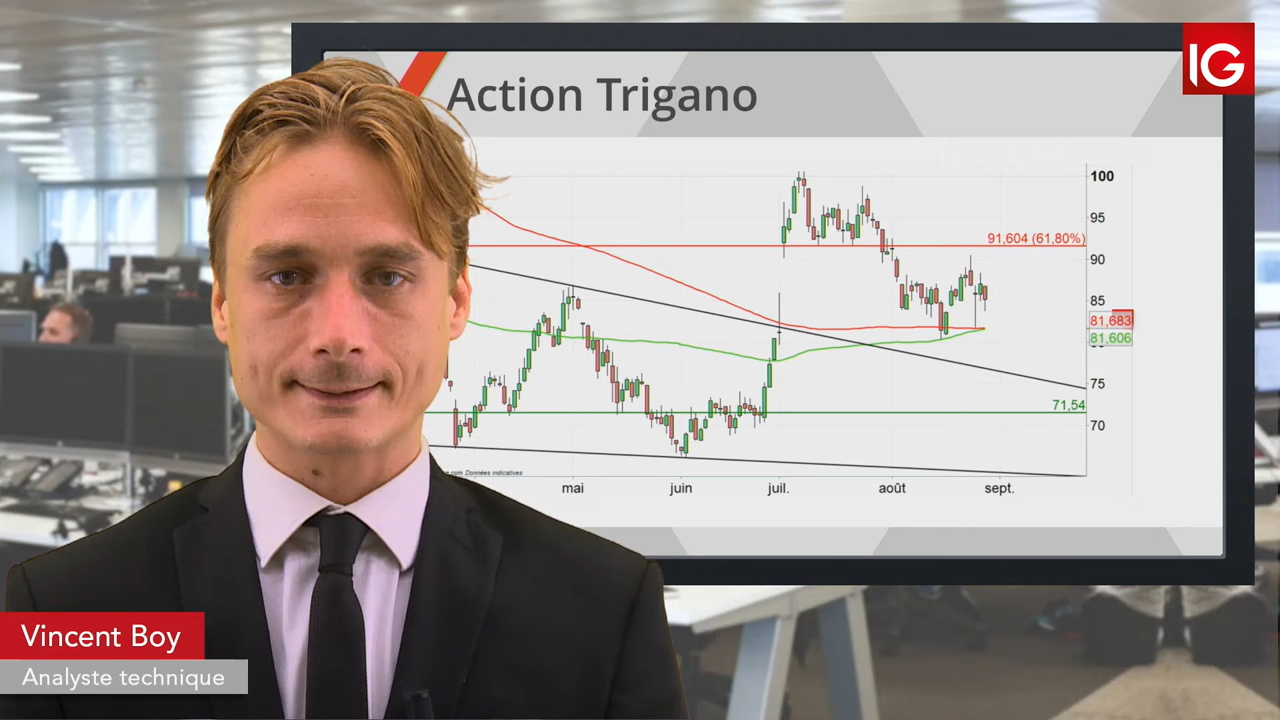 IG
Action Trigano
100
95
91,604 (61,80%)
90
85
81,683
81,606
75
71,54
70
.com Données indicatives
mai
juin
juil.
août
sept.
Vincent Boy
Analyste technique